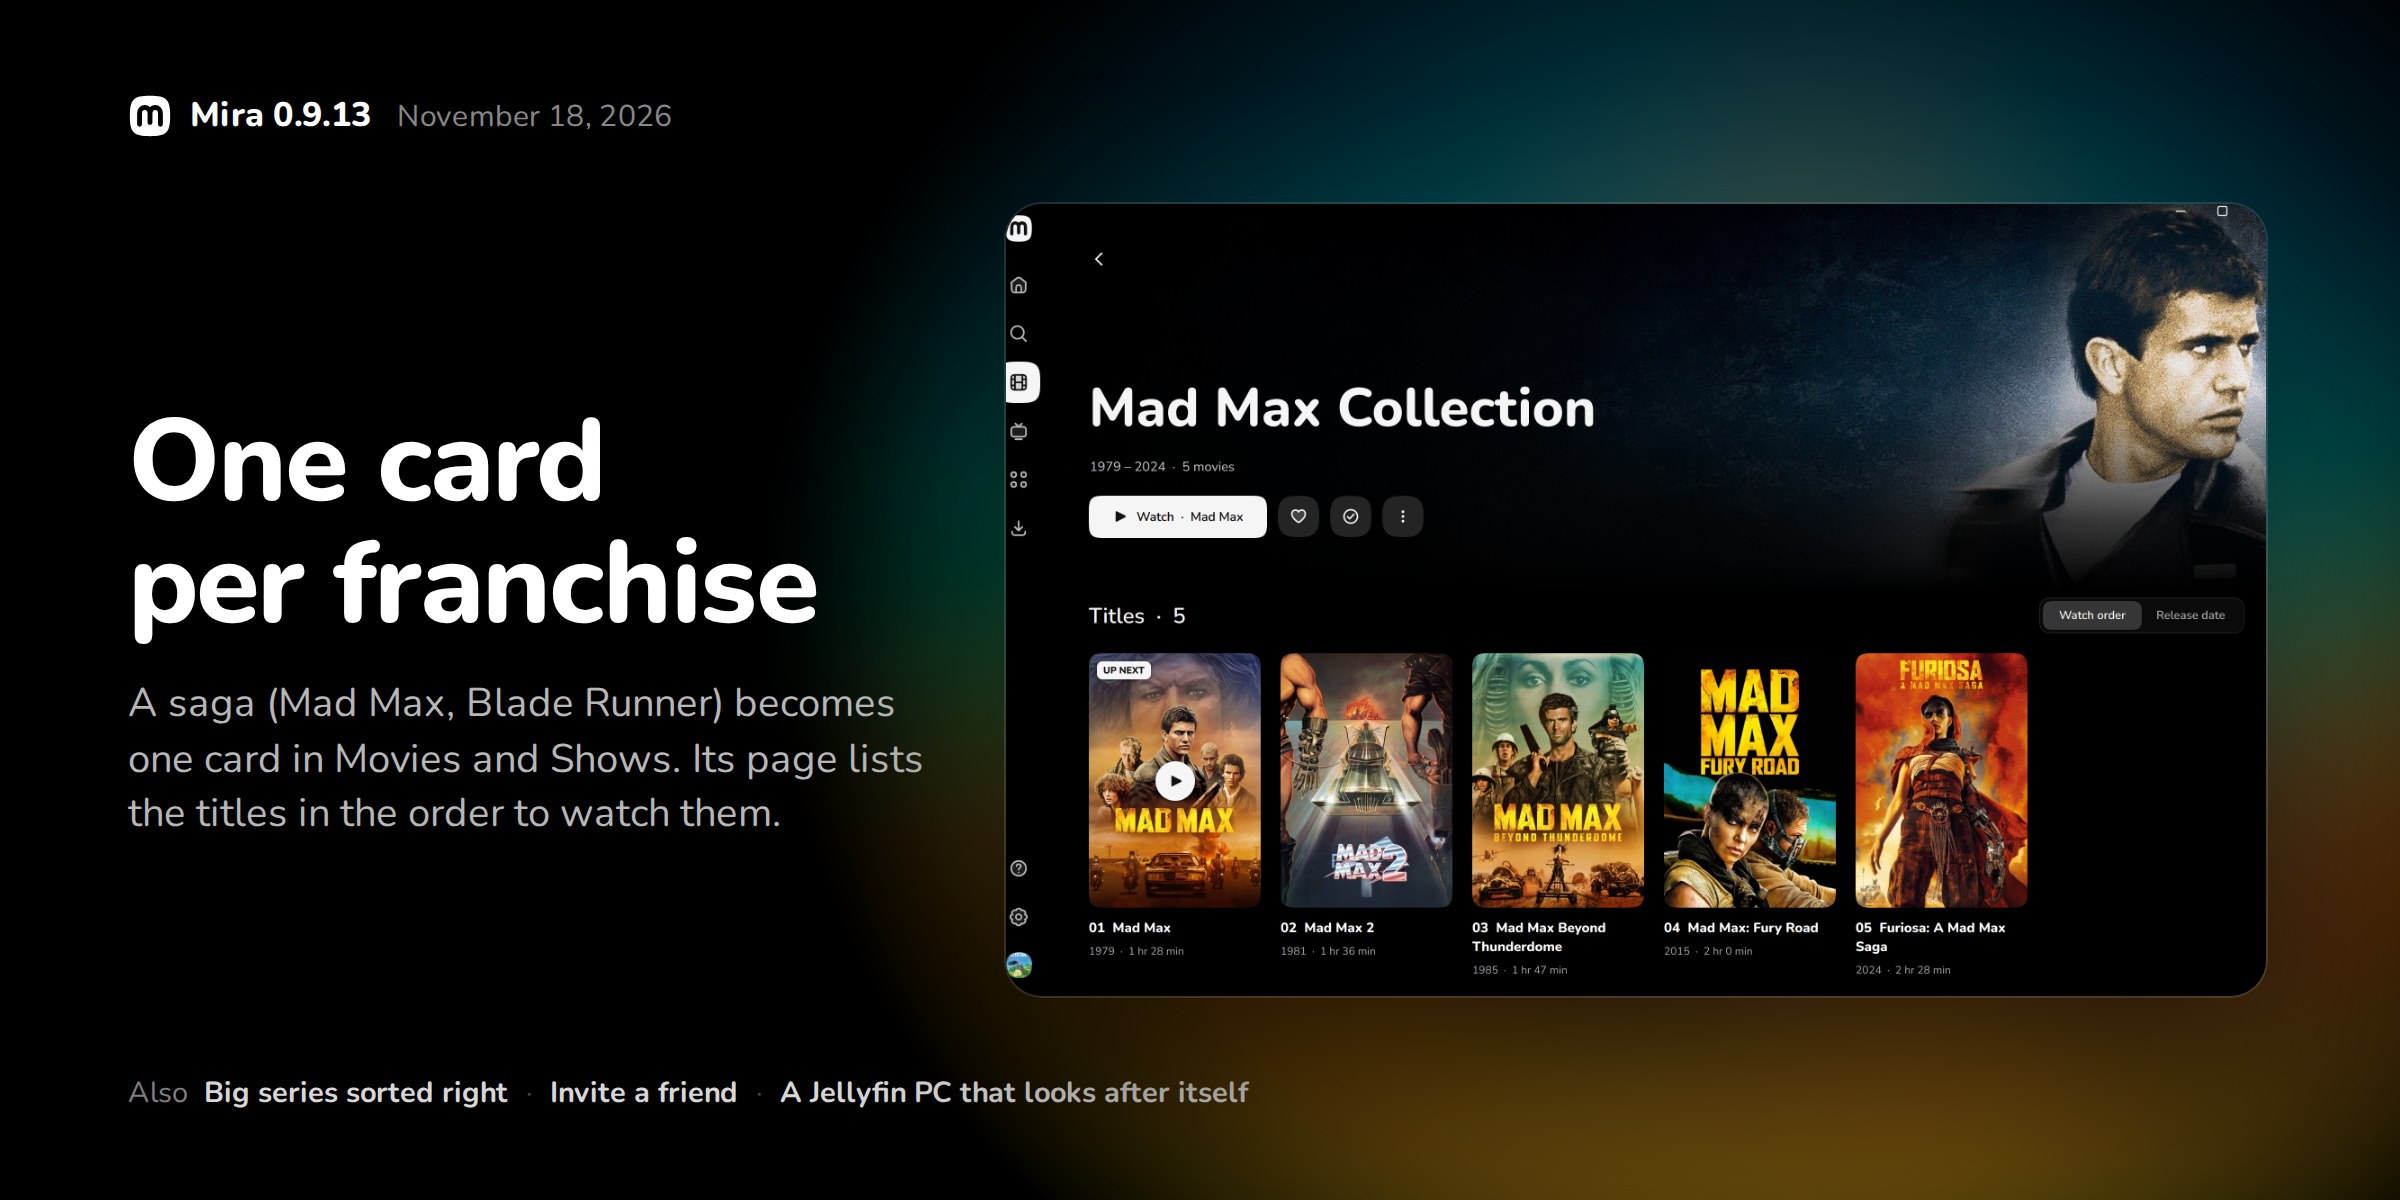 m Mira 0.9.13 November 18, 2026
One card
per franchise
A saga (Mad Max, Blade Runner) becomes
one card in Movies and Shows. Its page lists
the titles in the order to watch them.
Also Big series sorted right · Invite a friend · A Jellyfin PC that looks after itself
m
Mad Max Collection
1979 – 2024 · 5 movies
Watch · Mad Max
Titles · 5
Watch order Release date
UP NEXT
MAD MAX
MAD MAX 2
MAD MAX
BEYOND THUNDERDOME
MAD
MAX
FURY ROAD
FURIOSA
A MAD MAX SAGA
01 Mad Max
1979 · 1 hr 28 min
02 Mad Max 2
1981 · 1 hr 36 min
03 Mad Max Beyond
Thunderdome
1985 · 1 hr 47 min
04 Mad Max: Fury Road
2015 · 2 hr 0 min
05 Furiosa: A Mad Max
Saga
2024 · 2 hr 28 min